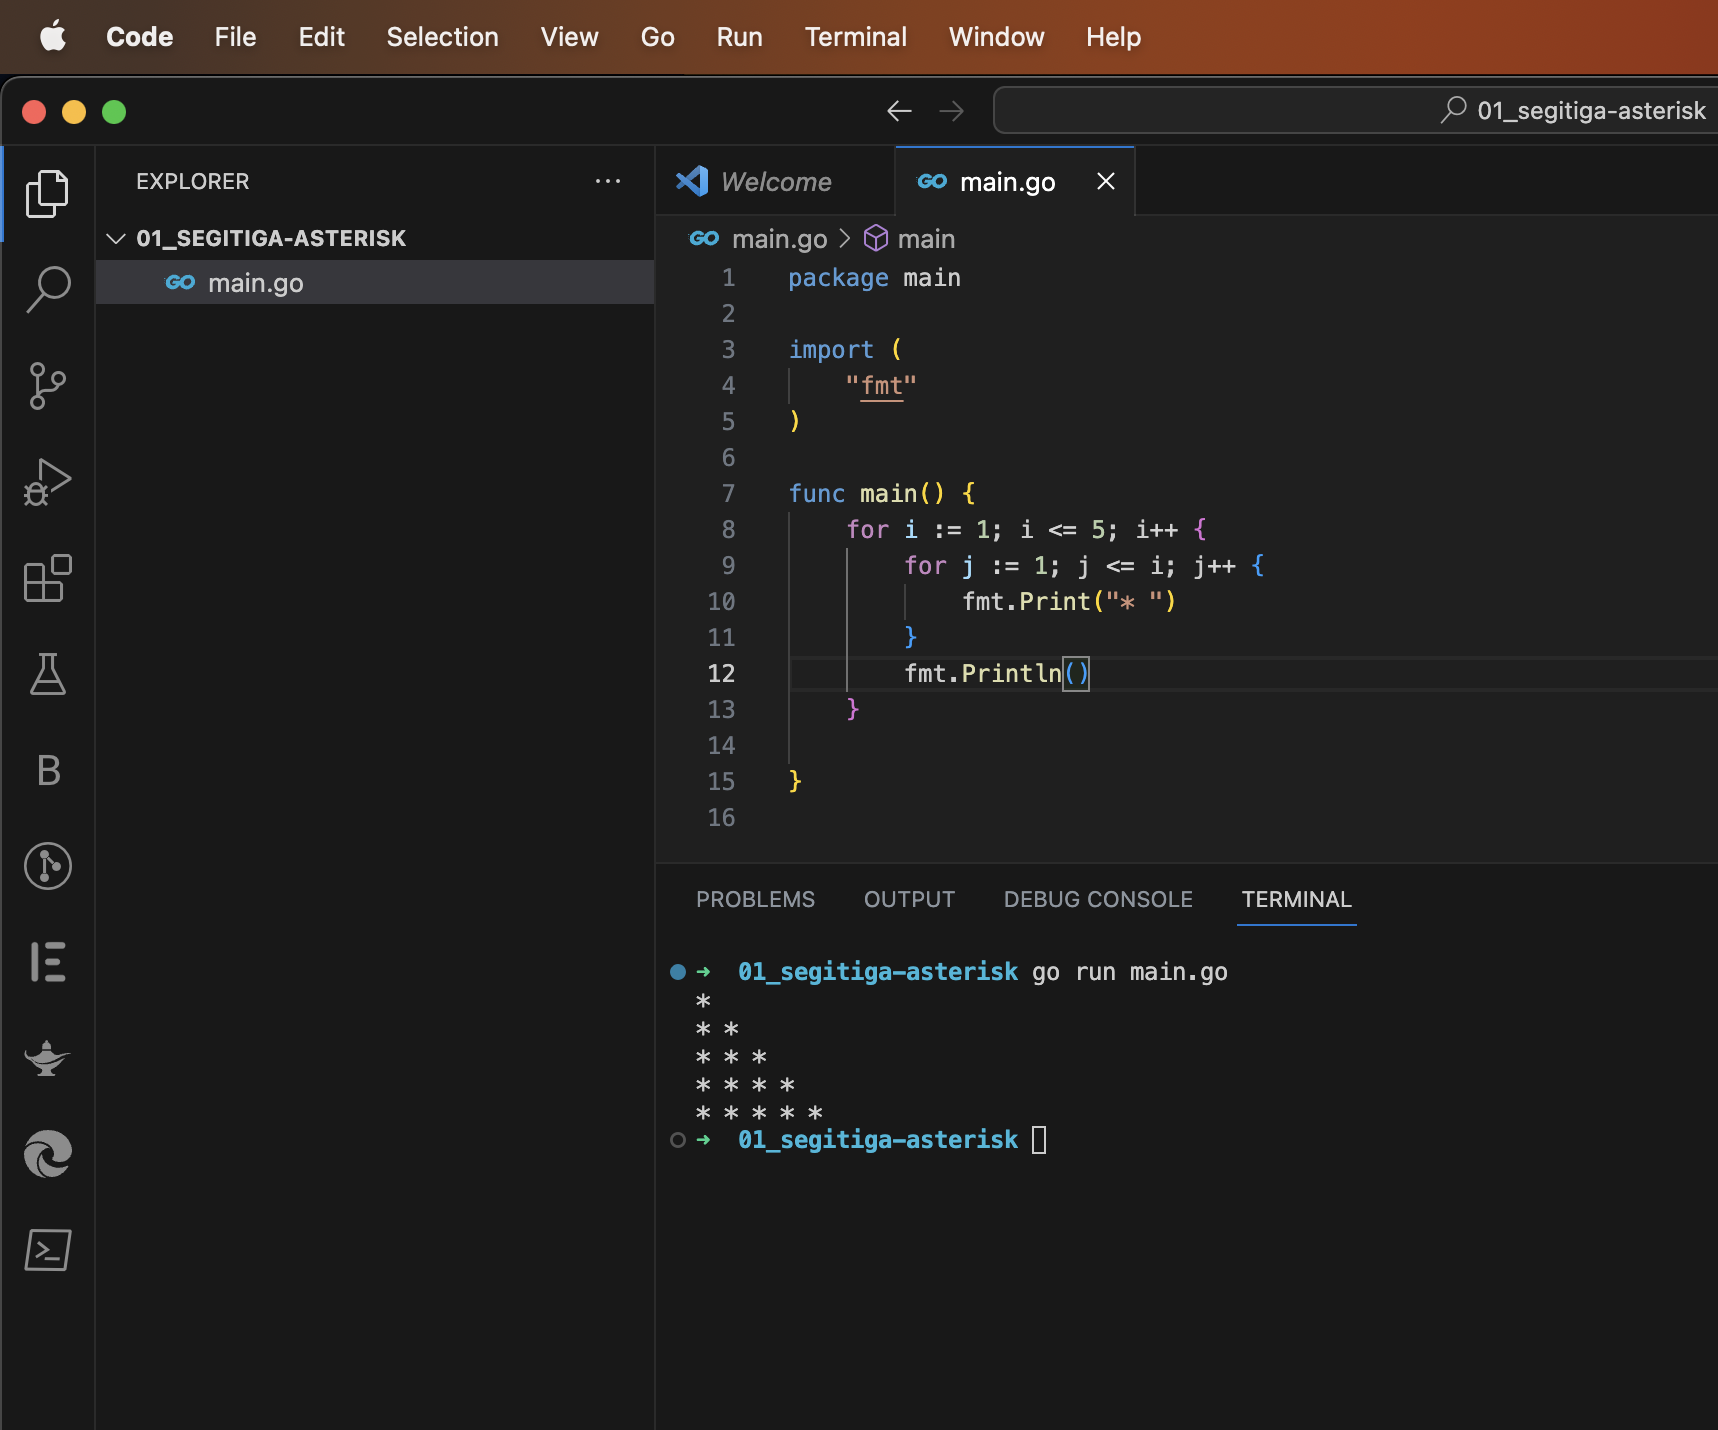 Code File Edit Selection View Go Run Terminal Window Help
01_segitiga-asterisk
EXPLORER ...
01_SEGITIGA-ASTERISK
GO main.go
Welcome
GO main.go
GO main.go > main
1 package main
2
3 import (
4     "fmt"
5 )
6
7 func main() {
8     for i := 1; i <= 5; i++ {
9         for j := 1; j <= i; j++ {
10             fmt.Print("* ")
11         }
12         fmt.Println()
13     }
14
15 }
16
PROBLEMS OUTPUT DEBUG CONSOLE TERMINAL
➜ 01_segitiga-asterisk go run main.go
*
* *
* * *
* * * *
* * * * *
➜ 01_segitiga-asterisk
B